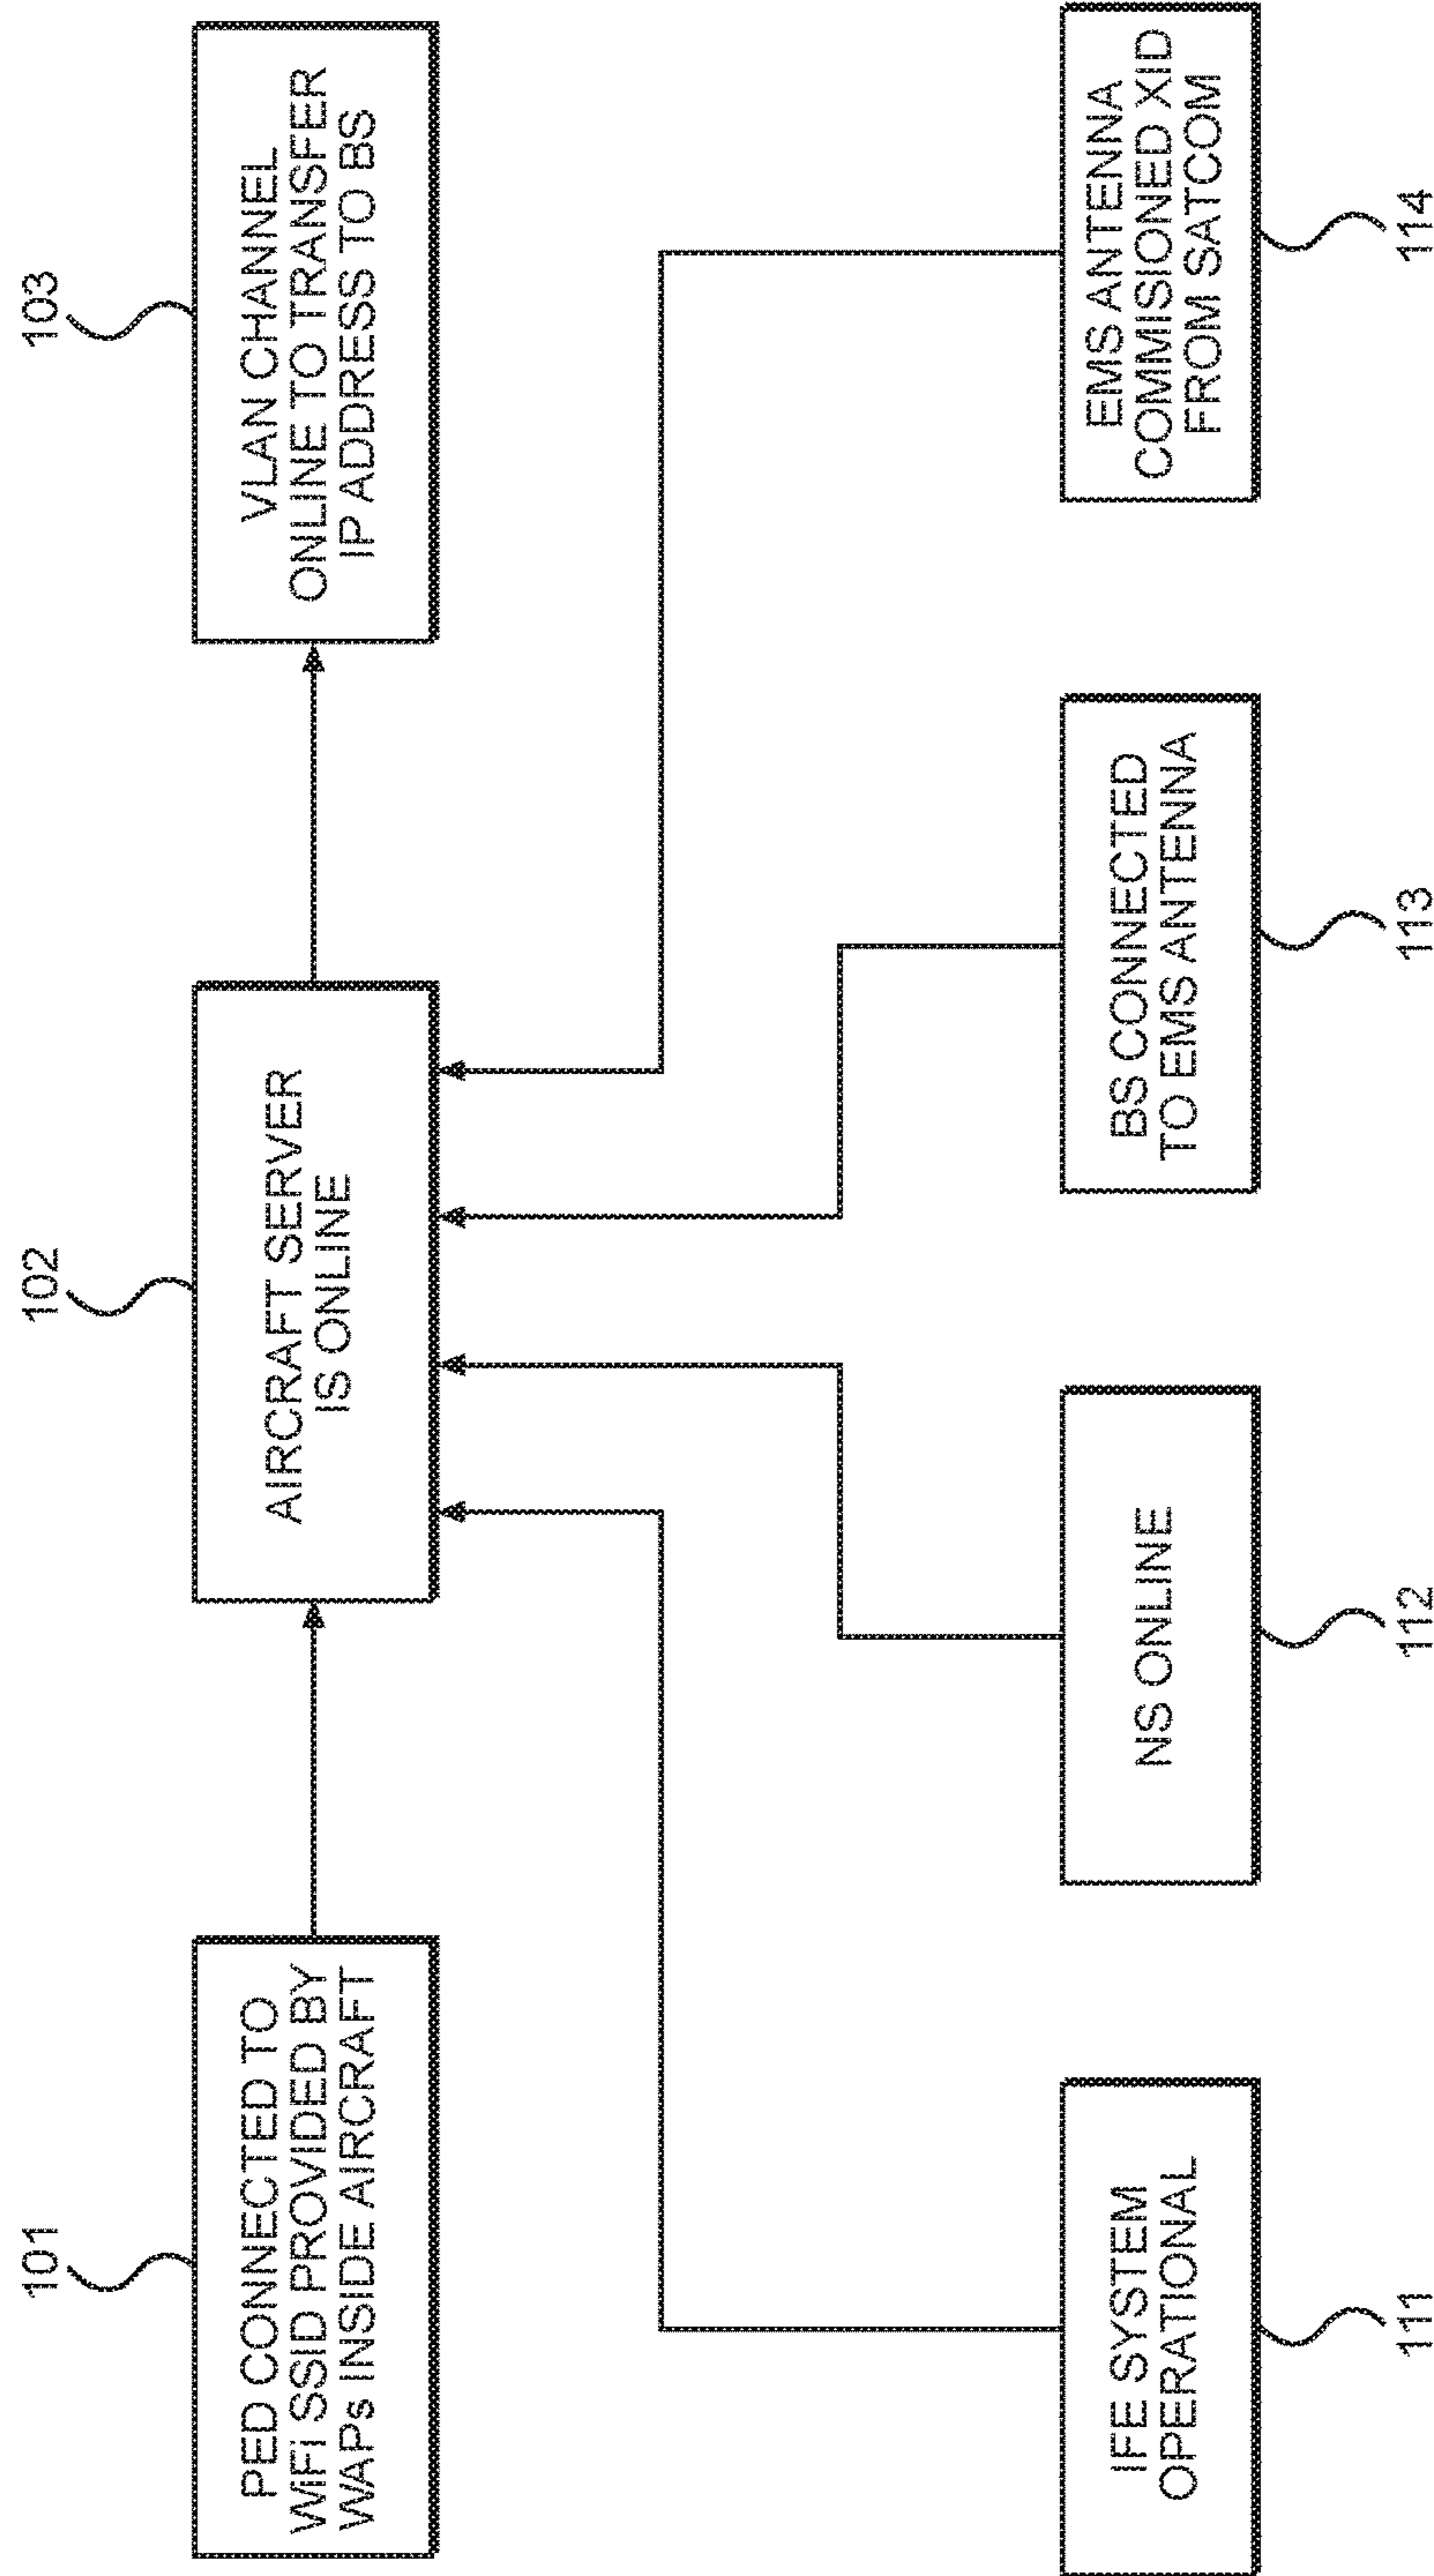 101
102
103
PED CONNECTED TO
WiFi SSID PROVIDED BY
WAPs INSIDE AIRCRAFT
AIRCRAFT SERVER
IS ONLINE
VLAN CHANNEL
ONLINE TO TRANSFER
IP ADDRESS TO BS
IFE SYSTEM
OPERATIONAL
NS ONLINE
BS CONNECTED
TO EMS ANTENNA
EMS ANTENNA
COMMISIONED XID
FROM SATCOM
111
112
113
114